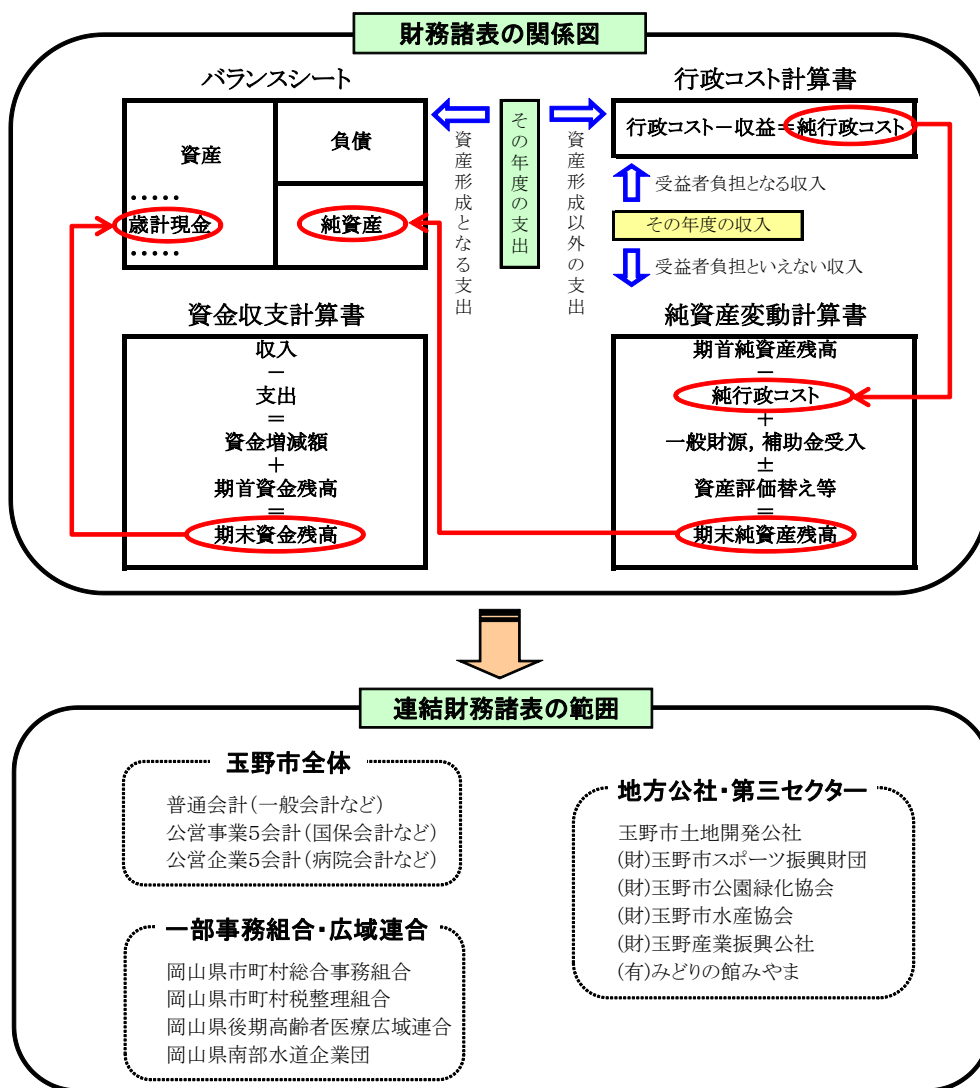 財務諸表の関係図
バランスシート
資産
・・・・・
歳計現金
・・・・・
負債
純資産
資産形成となる支出
その年度の支出
資産形成以外の支出
行政コスト計算書
行政コスト－収益＝純行政コスト
受益者負担となる収入
その年度の収入
受益者負担といえない収入
資金収支計算書
収入
－
支出
＝
資金増減額
＋
期首資金残高
＝
期末資金残高
純資産変動計算書
期首純資産残高
－
純行政コスト
＋
一般財源，補助金受入
±
資産評価替え等
＝
期末純資産残高
連結財務諸表の範囲
玉野市全体
普通会計(一般会計など)
公営事業5会計(国保会計など)
公営企業5会計(病院会計など)
一部事務組合・広域連合
岡山県市町村総合事務組合
岡山県市町村税整理組合
岡山県後期高齢者医療広域連合
岡山県南部水道企業団
地方公社・第三セクター
玉野市土地開発公社
(財)玉野市スポーツ振興財団
(財)玉野市公園緑化協会
(財)玉野市水産協会
(財)玉野産業振興公社
(有)みどりの館みやま